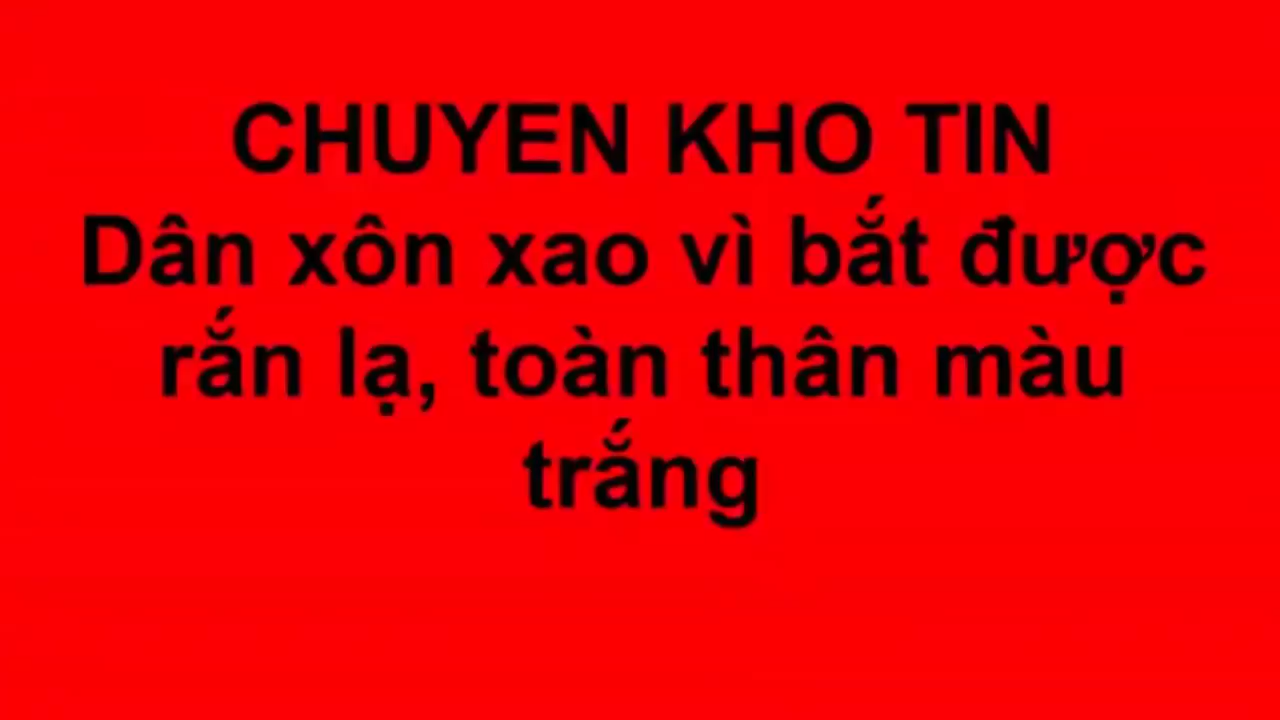 CHUYEN KHO TIN
Dân xôn xao vì bắt được
rắn lạ, toàn thân màu
trắng